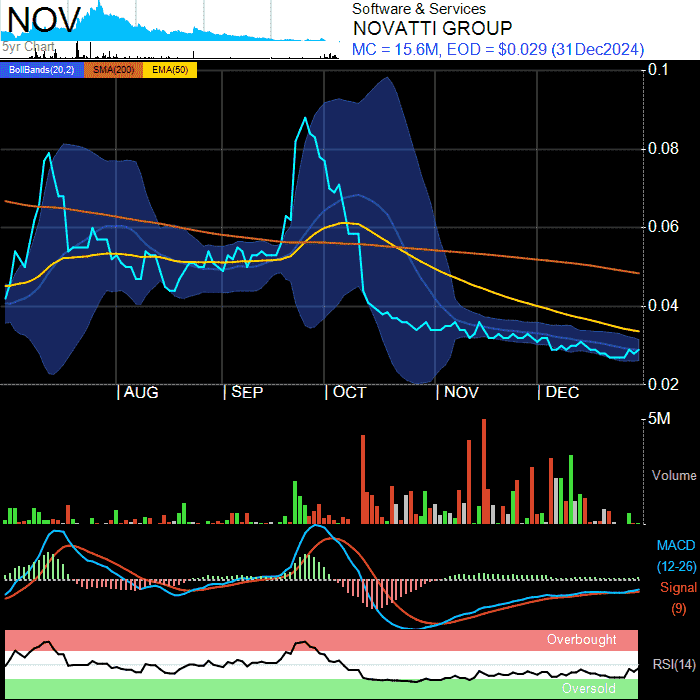 NOV
Software & Services
NOVATTI GROUP
MC = 15.6M, EOD = $0.029 (31Dec2024)
5yr Chart
BollBands(20,2) SMA(200) EMA(50)
0.1
0.08
0.06
0.04
0.02
AUG SEP OCT NOV DEC
5M
Volume
MACD
(12-26)
Signal
(9)
Overbought
RSI(14)
Oversold